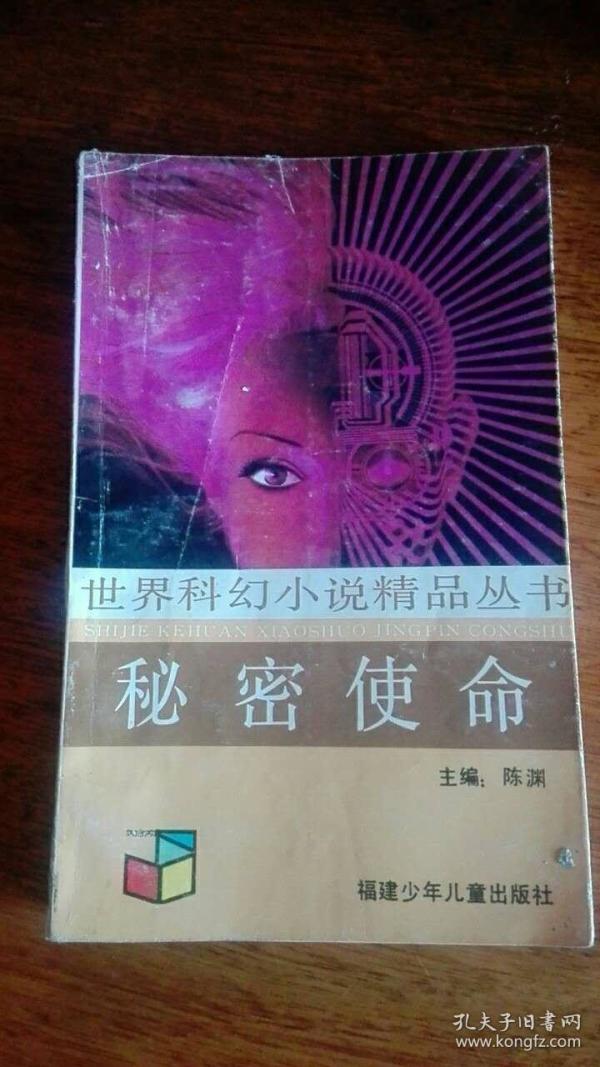 世界科幻小说精品丛书
SHIJIE KEHUAN XIAOSHUO JINGPIN CONGSHU
秘密使命
主编：陈渊
福建少年儿童出版社
孔夫子旧书网
www.kongfz.com